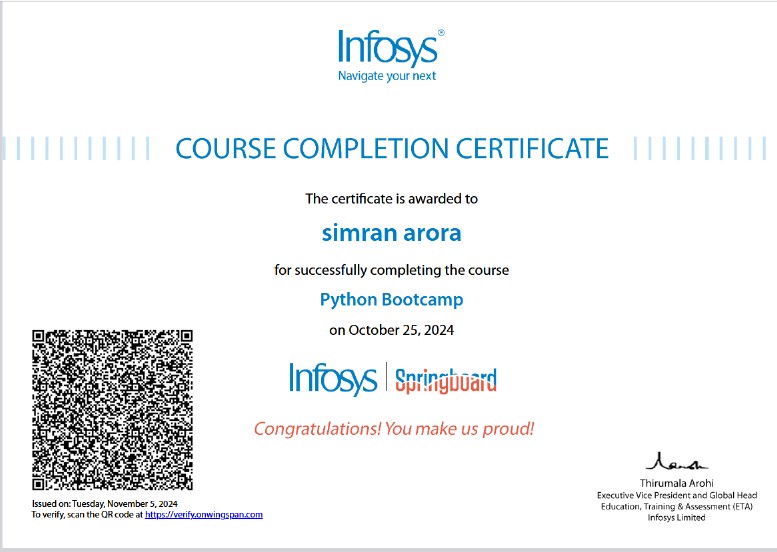 Infosys®
Navigate your next
COURSE COMPLETION CERTIFICATE
The certificate is awarded to
simran arora
for successfully completing the course
Python Bootcamp
on October 25, 2024
Infosys | Springboard
Congratulations! You make us proud!
Issued on: Tuesday, November 5, 2024
To verify, scan the QR code at https://verify.onwingspan.com
Thirumala Arohi
Executive Vice President and Global Head
Education, Training & Assessment (ETA)
Infosys Limited